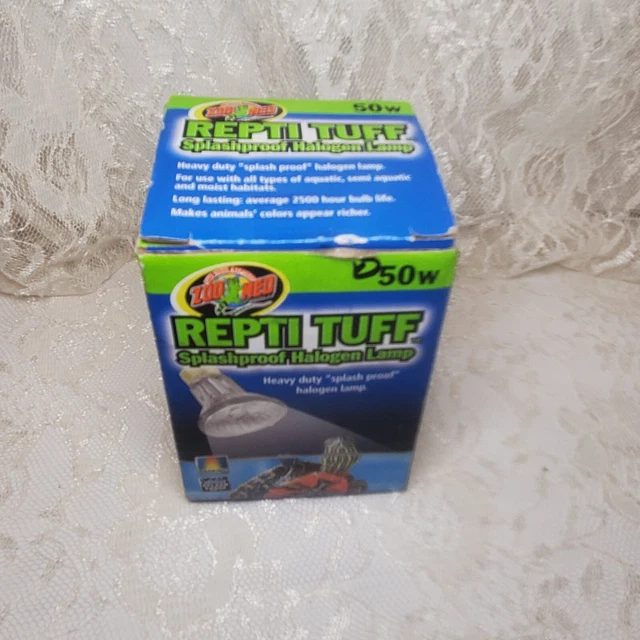 50w
ZOO MED
REPTI TUFF
Splashproof Halogen Lamp
Heavy duty "splash proof" halogen lamp.
For use with all types of aquatic, semi aquatic
and moist habitats.
Long lasting: average 2500 hour bulb life.
Makes animals' colors appear richer.
D50w
ZOO MED
REPTI TUFF
Splashproof Halogen Lamp
Heavy duty "splash proof"
halogen lamp.